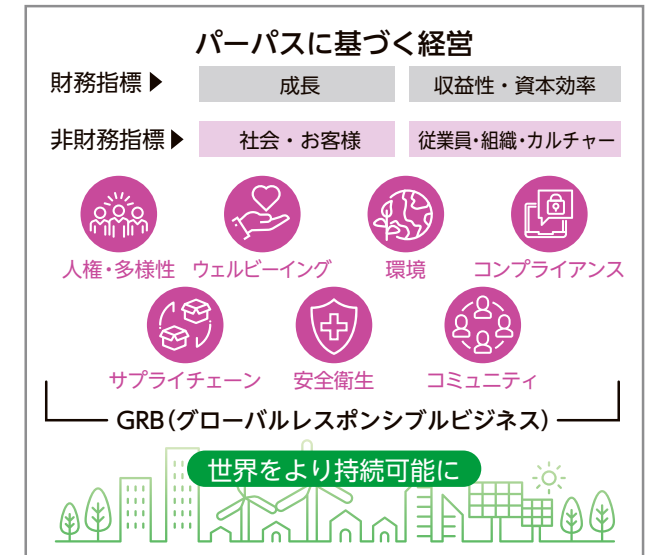 パーパスに基づく経営
財務指標▶ 成長 収益性・資本効率
非財務指標▶ 社会・お客様 従業員・組織・カルチャー
人権・多様性 ウェルビーイング 環境 コンプライアンス
サプライチェーン 安全衛生 コミュニティ
GRB(グローバルレスポンシブルビジネス)
世界をより持続可能に